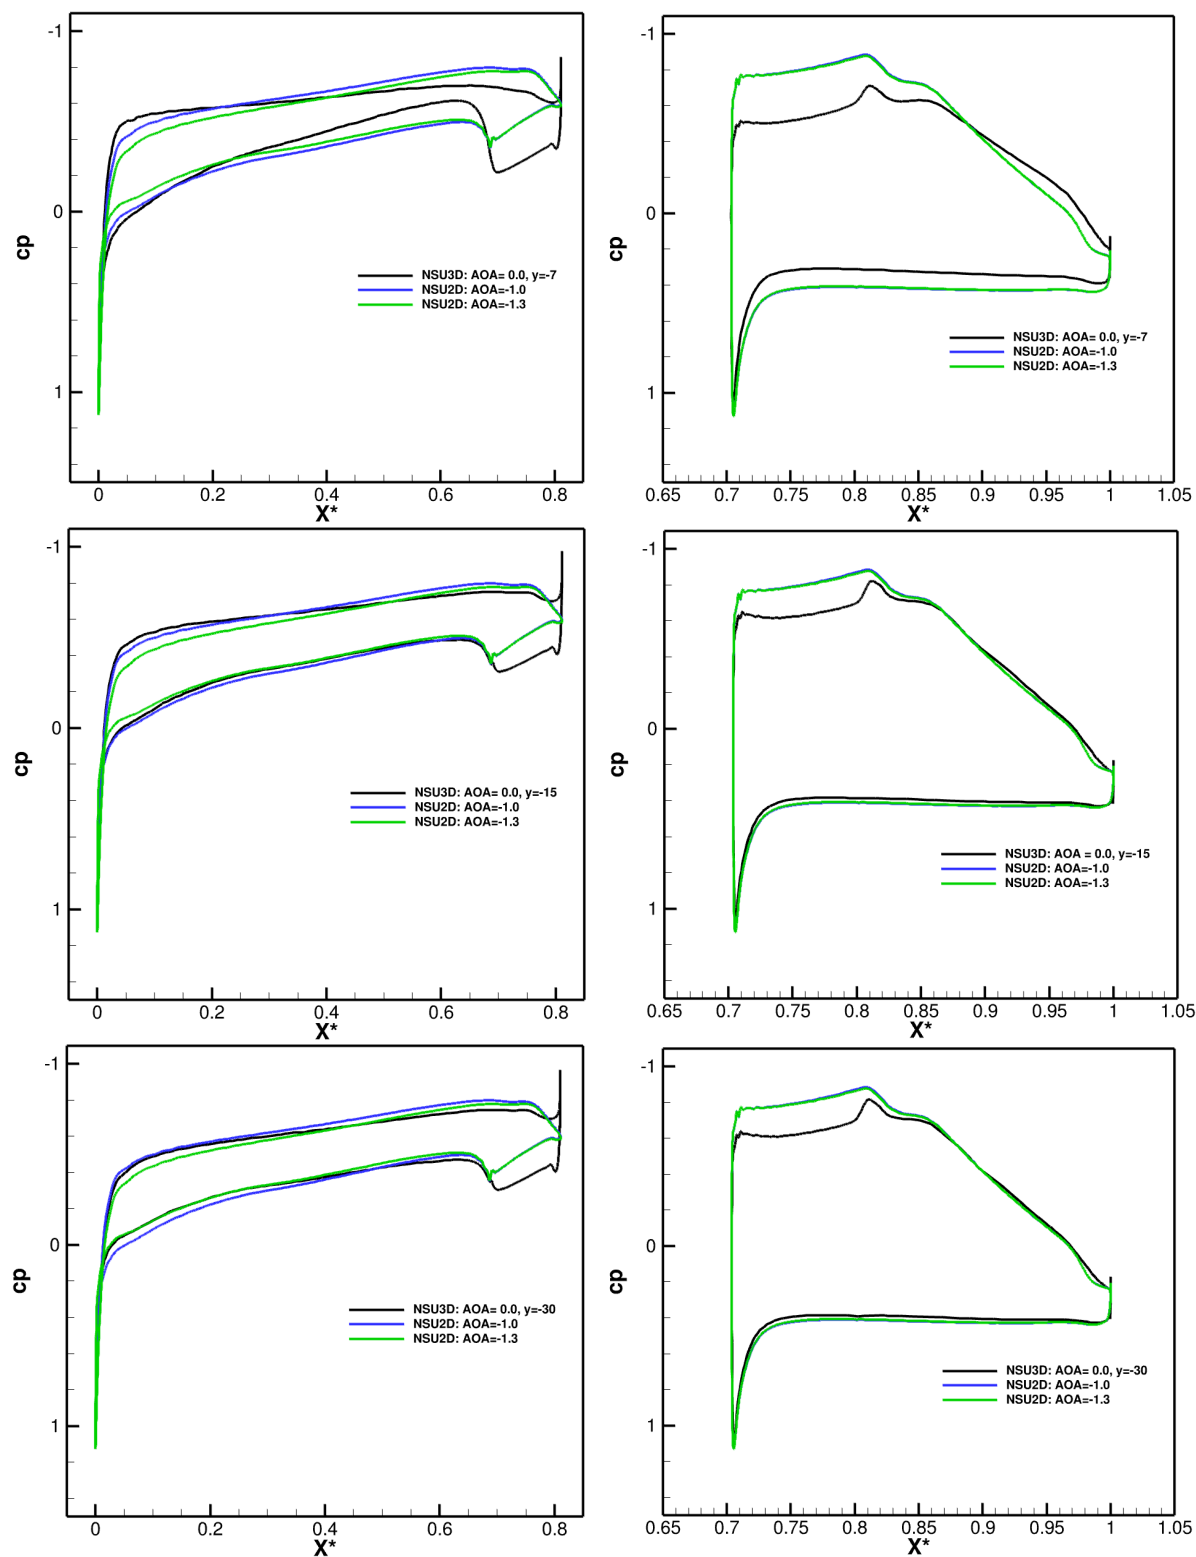 -1
0
1
cp
0 0.2 0.4 0.6 0.8
X*
NSU3D: AOA= 0.0, y=-7
NSU2D: AOA=-1.0
NSU2D: AOA=-1.3
-1
0
1
cp
0.65 0.7 0.75 0.8 0.85 0.9 0.95 1 1.05
X*
NSU3D: AOA= 0.0, y=-7
NSU2D: AOA=-1.0
NSU2D: AOA=-1.3
-1
0
1
cp
0 0.2 0.4 0.6 0.8
X*
NSU3D: AOA= 0.0, y=-15
NSU2D: AOA=-1.0
NSU2D: AOA=-1.3
-1
0
1
cp
0.65 0.7 0.75 0.8 0.85 0.9 0.95 1 1.05
X*
NSU3D: AOA = 0.0, y=-15
NSU2D: AOA=-1.0
NSU2D: AOA=-1.3
-1
0
1
cp
0 0.2 0.4 0.6 0.8
X*
NSU3D: AOA= 0.0, y=-30
NSU2D: AOA=-1.0
NSU2D: AOA=-1.3
-1
0
1
cp
0.65 0.7 0.75 0.8 0.85 0.9 0.95 1 1.05
X*
NSU3D: AOA= 0.0, y=-30
NSU2D: AOA=-1.0
NSU2D: AOA=-1.3